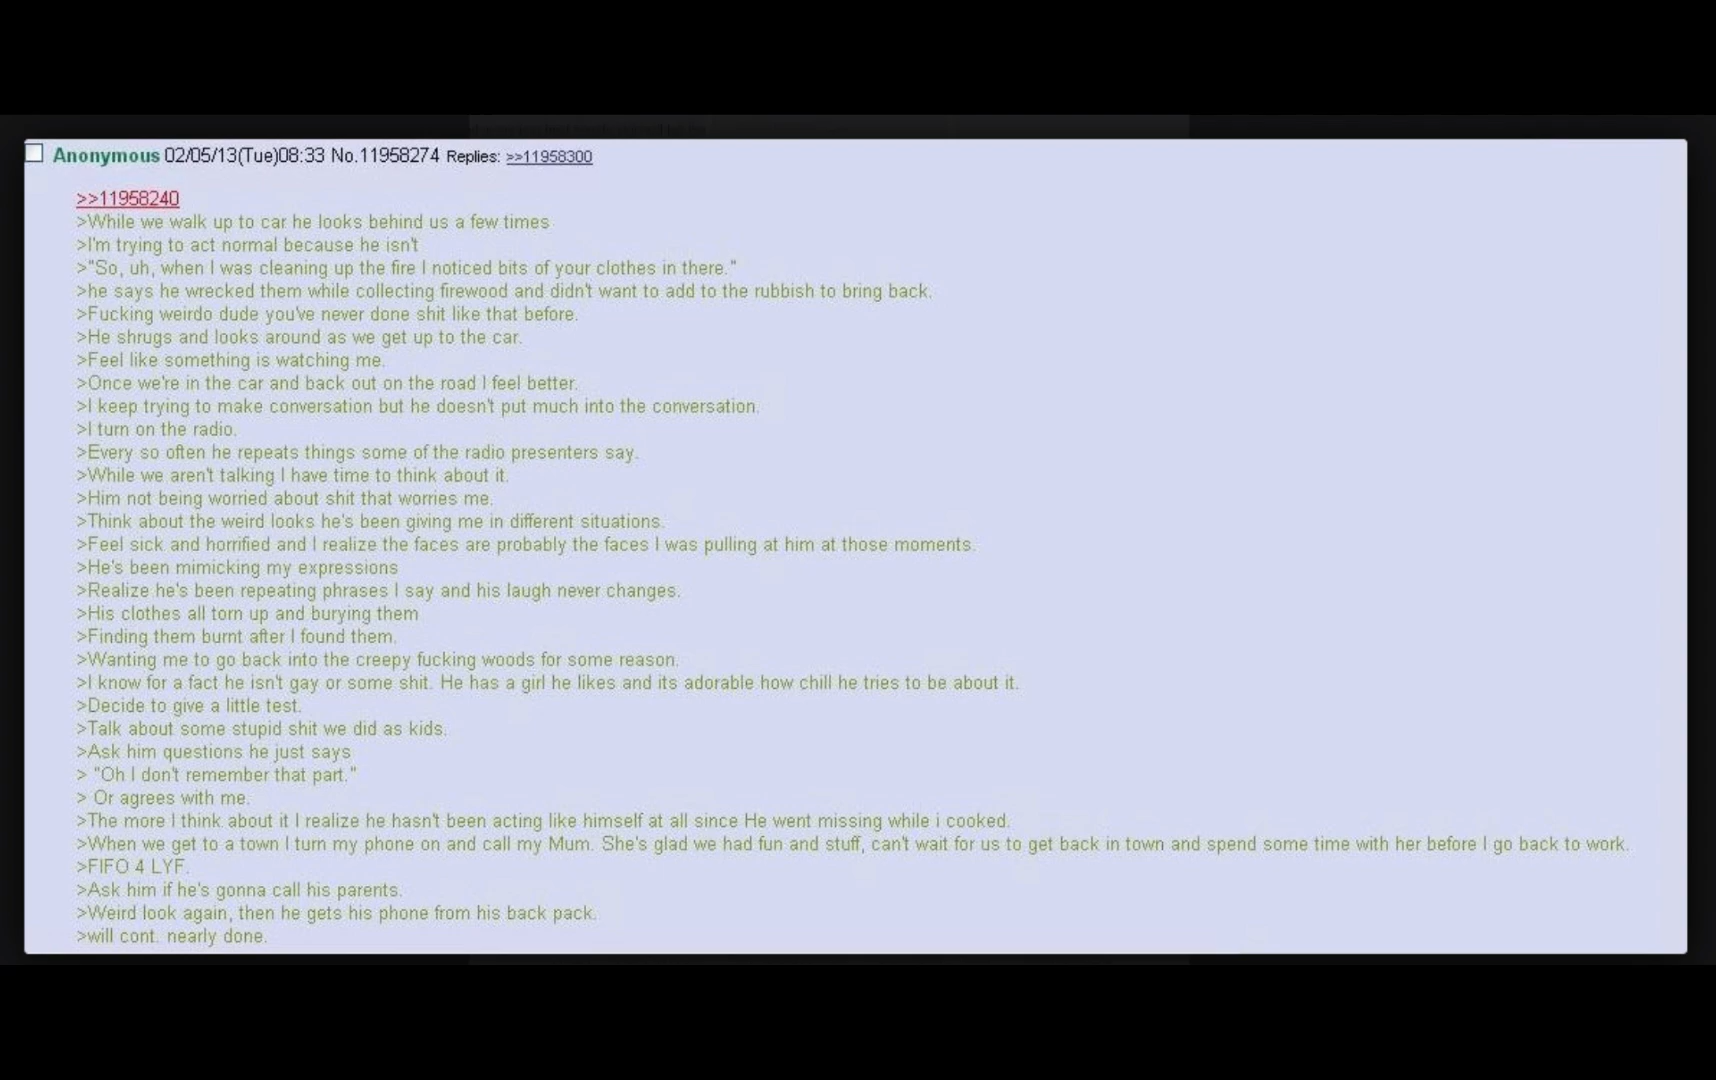 Anonymous 02/05/13(Tue)08:33 No.11958274 Replies: >>11958300
>>11958240
>While we walk up to car he looks behind us a few times
>I'm trying to act normal because he isn't
>"So, uh, when I was cleaning up the fire I noticed bits of your clothes in there."
>he says he wrecked them while collecting firewood and didn't want to add to the rubbish to bring back.
>Fucking weirdo dude you've never done shit like that before.
>He shrugs and looks around as we get up to the car.
>Feel like something is watching me.
>Once we're in the car and back out on the road I feel better.
>I keep trying to make conversation but he doesn't put much into the conversation.
>I turn on the radio.
>Every so often he repeats things some of the radio presenters say.
>While we aren't talking I have time to think about it.
>Him not being worried about shit that worries me.
>Think about the weird looks he's been giving me in different situations.
>Feel sick and horrified and I realize the faces are probably the faces I was pulling at him at those moments.
>He's been mimicking my expressions
>Realize he's been repeating phrases I say and his laugh never changes.
>His clothes all torn up and burying them
>Finding them burnt after I found them.
>Wanting me to go back into the creepy fucking woods for some reason.
>I know for a fact he isn't gay or some shit. He has a girl he likes and its adorable how chill he tries to be about it.
>Decide to give a little test.
>Talk about some stupid shit we did as kids.
>Ask him questions he just says
> "Oh I don't remember that part."
> Or agrees with me.
>The more I think about it I realize he hasn't been acting like himself at all since He went missing while i cooked.
>When we get to a town I turn my phone on and call my Mum. She's glad we had fun and stuff, can't wait for us to get back in town and spend some time with her before I go back to work.
>FIFO 4 LYF.
>Ask him if he's gonna call his parents.
>Weird look again, then he gets his phone from his back pack.
>will cont. nearly done.